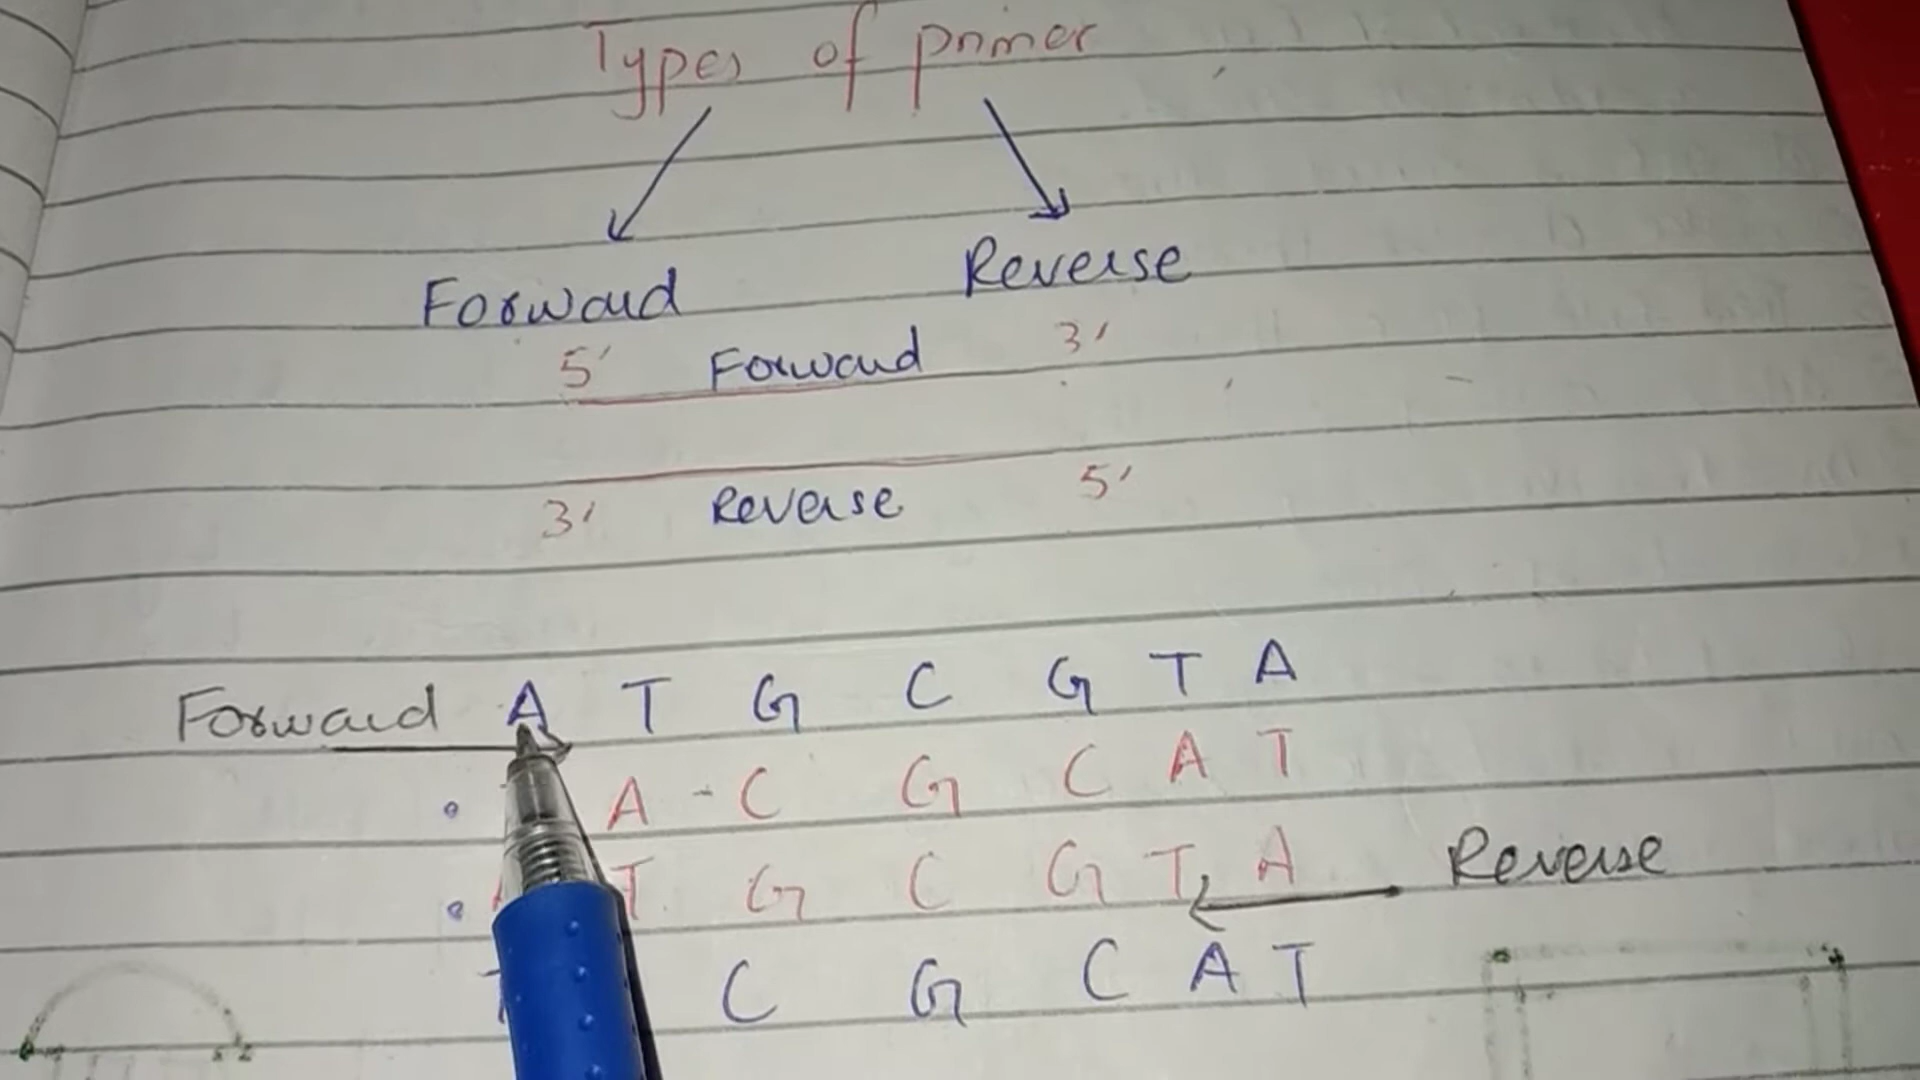 Types of primer
Forward Reverse
5' Forward 3'
3' Reverse 5'
Forward A T G C G T A
A - C G C A T
T G C G T A Reverse
C G C A T